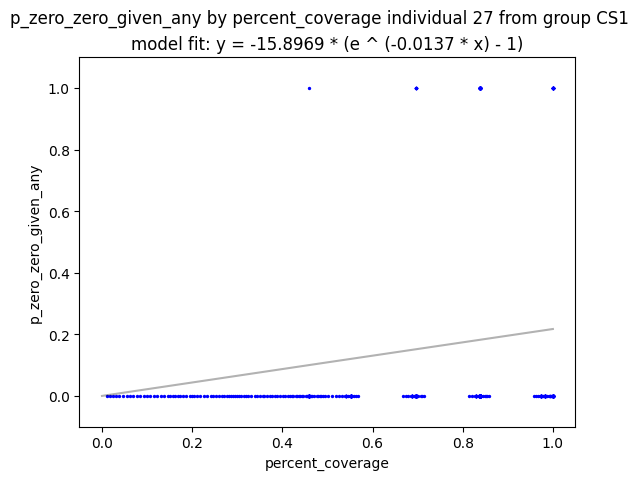 p_zero_zero_given_any by percent_coverage individual 27 from group CS1
model fit: y = -15.8969 * (e ^ (-0.0137 * x) - 1)
1.0
0.8
0.6
0.4
0.2
0.0
p_zero_zero_given_any
0.0 0.2 0.4 0.6 0.8 1.0
percent_coverage